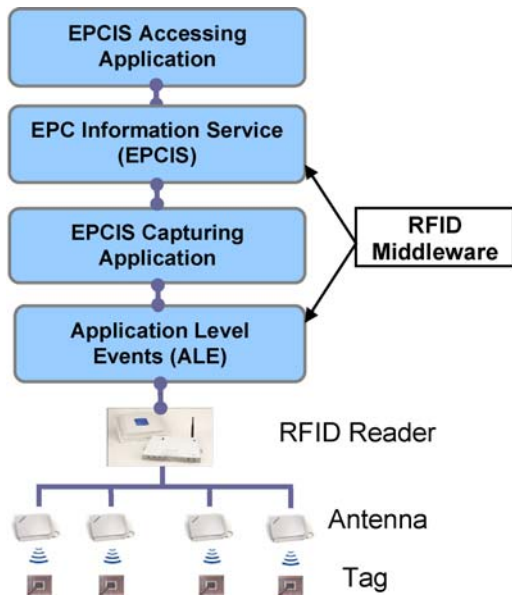 EPCIS Accessing
Application
EPC Information Service
(EPCIS)
EPCIS Capturing
Application
RFID
Middleware
Application Level
Events (ALE)
RFID Reader
Antenna
Tag